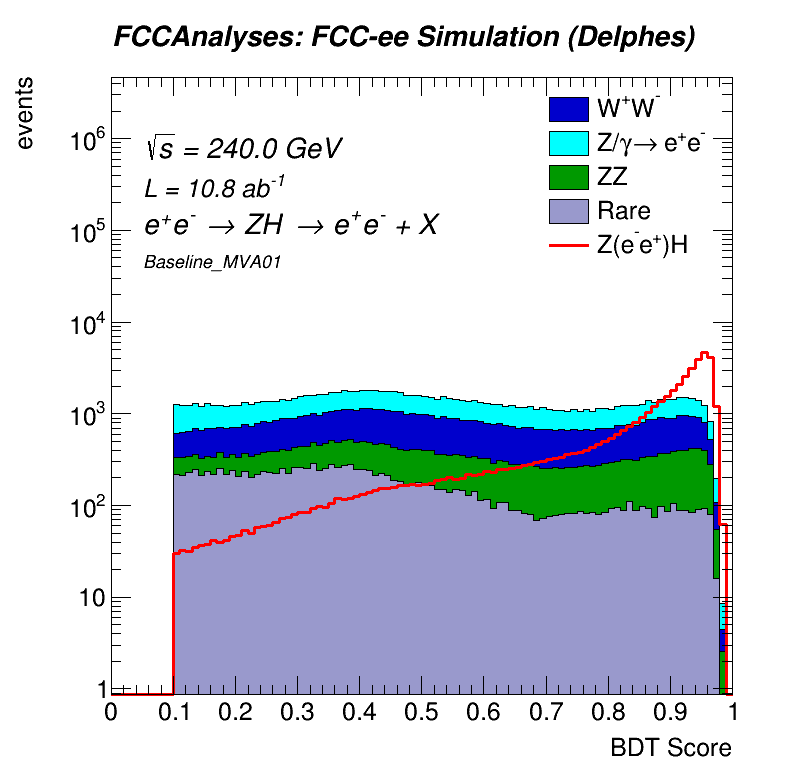 FCCAnalyses: FCC-ee Simulation (Delphes)
events
√s = 240.0 GeV
L = 10.8 ab⁻¹
e⁺e⁻ → ZH → e⁺e⁻ + X
Baseline_MVA01
W⁺W⁻
Z/γ→ e⁺e⁻
ZZ
Rare
Z(e⁻e⁺)H
10⁶
10⁵
10⁴
10³
10²
10
1
0 0.1 0.2 0.3 0.4 0.5 0.6 0.7 0.8 0.9 1
BDT Score